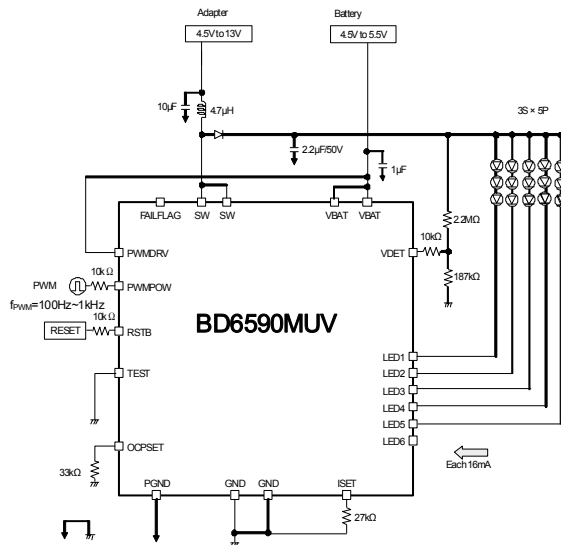 Adapter
Battery
4.5V to 13V
4.5V to 5.5V
10μF
4.7μH
3S × 5P
2.2μF/50V
1μF
FAILFLAG
SW
SW
VBAT
VBAT
2.2MΩ
10kΩ
PWMDRV
VDET
10kΩ
187kΩ
PWM
PWMPOW
fPWM=100Hz~1kHz
10kΩ
RESET
RSTB
BD6590MUV
LED1
TEST
LED2
LED3
LED4
LED5
OCPSET
LED6
Each 16mA
33kΩ
PGND
GND
GND
ISET
27kΩ